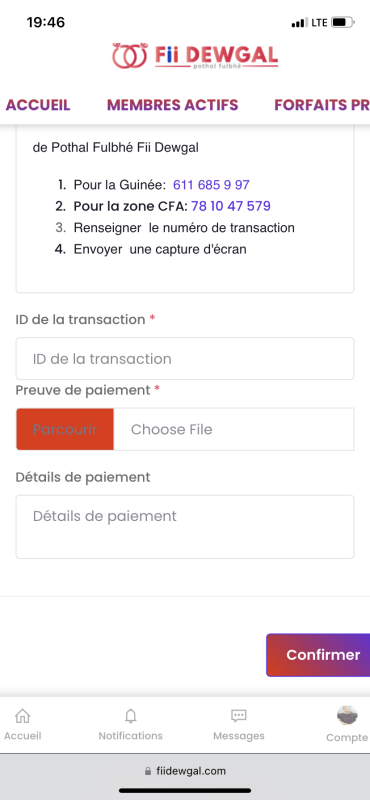 19:46
LTE
Fii DEWGAL
pothal fulbhé
ACCUEIL MEMBRES ACTIFS FORFAITS PR
de Pothal Fulbhé Fii Dewgal
1. Pour la Guinée: 611 685 9 97
2. Pour la zone CFA: 78 10 47 579
3. Renseigner le numéro de transaction
4. Envoyer une capture d'écran
ID de la transaction *
ID de la transaction
Preuve de paiement *
Parcourir Choose File
Détails de paiement
Détails de paiement
Confirmer
Accueil Notifications Messages Compte
fiidewgal.com